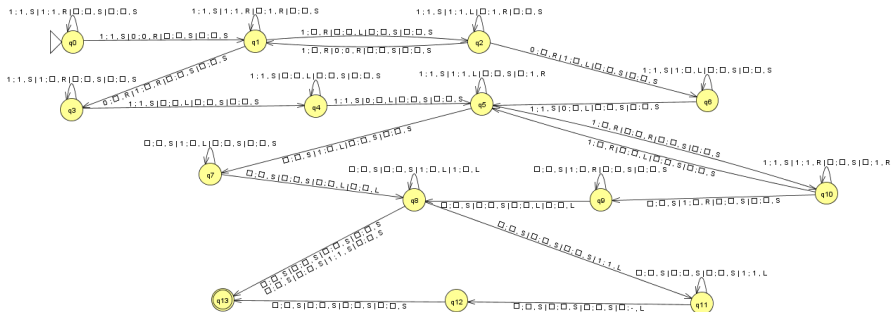 1;1,S|1;1,R|□;□,S|□;□,S
q0
1;1,S|0;0,R|□;□,S|□;□,S
1;1,S|1;1,R|1;1,R|□;□,S
q1
1;□,R|□;□,L|□;□,S|□;□,S
1;□,R|0;0,R|□;□,S|□;□,S
1;1,S|1;1,L|□;1,R|□;□,S
q2
0;□,R|1;□,L|□;□,S|□;□,S
1;1,S|1;□,L|□;□,S|□;□,S
q6
1;1,S|0;□,L|□;□,S|□;□,S
0;□,R|1;□,R|□;□,S|□;□,S
1;1,S|1;□,R|□;□,S|□;□,S
q3
1;1,S|□;□,L|□;□,S|□;□,S
1;1,S|□;□,L|□;□,S|□;□,S
q4
1;1,S|0;□,L|□;□,S|□;□,S
1;1,S|1;1,L|□;□,S|□;1,R
q5
□;□,S|1;□,L|□;□,S|□;□,S
1;□,R|□;□,R|□;□,S|□;□,S
1;□,R|□;□,L|□;□,S|□;□,S
1;1,S|1;1,R|□;□,S|□;1,R
q10
□;□,S|1;□,L|□;□,S|□;□,S
q7
□;□,S|□;□,S|□;□,L|□;□,L
□;□,S|□;□,S|1;□,L|1;□,L
q8
□;□,S|□;□,S|□;□,L|□;□,L
□;□,S|1;□,R|□;□,S|□;□,S
q9
□;□,S|1;□,R|□;□,S|□;□,S
□;□,S|□;□,S|□;□,S|□;□,S
□;□,S|□;□,S|1;1,S|□;□,S
□;□,S|□;□,S|□;□,S|1;1,L
□;□,S|□;□,S|□;□,S|1;1,L
q13
□;□,S|□;□,S|□;□,S|□;□,S
q12
□;□,S|□;□,S|□;□,S|□;-,L
q11